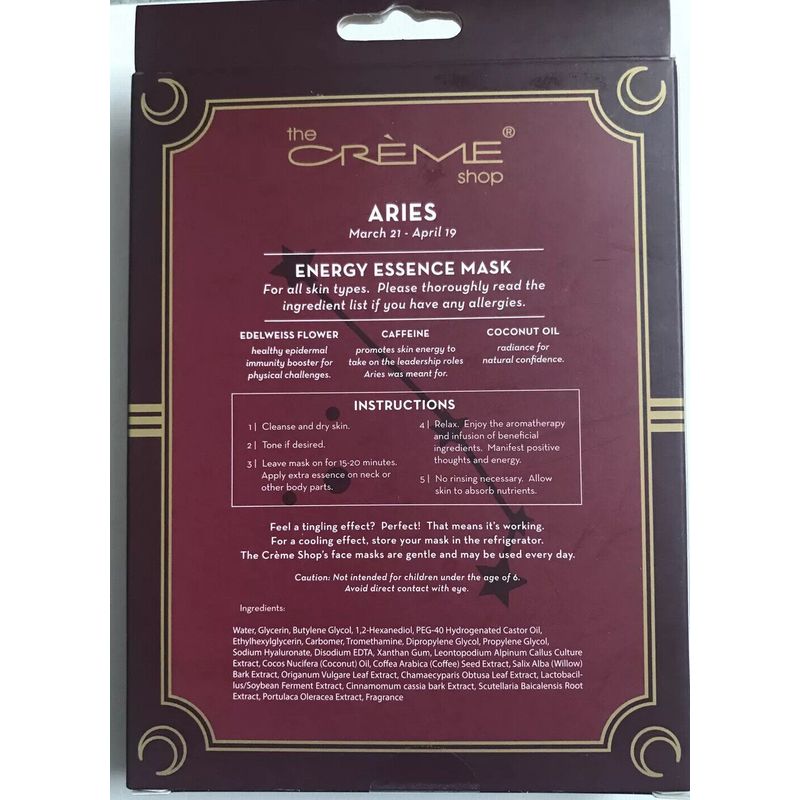 the
CRÈME®
shop
ARIES
March 21 - April 19
ENERGY ESSENCE MASK
For all skin types. Please thoroughly read the
ingredient list if you have any allergies.
EDELWEISS FLOWER
healthy epidermal
immunity booster for
physical challenges.
CAFFEINE
promotes skin energy to
take on the leadership roles
Aries was meant for.
COCONUT OIL
radiance for
natural confidence.
INSTRUCTIONS
1| Cleanse and dry skin.
2| Tone if desired.
3| Leave mask on for 15-20 minutes.
Apply extra essence on neck or
other body parts.
4| Relax. Enjoy the aromatherapy
and infusion of beneficial
ingredients. Manifest positive
thoughts and energy.
5| No rinsing necessary. Allow
skin to absorb nutrients.
Feel a tingling effect? Perfect! That means it's working.
For a cooling effect, store your mask in the refrigerator.
The Crème Shop's face masks are gentle and may be used every day.
Caution: Not intended for children under the age of 6.
Avoid direct contact with eye.
Ingredients:
Water, Glycerin, Butylene Glycol, 1,2-Hexanediol, PEG-40 Hydrogenated Castor Oil,
Ethylhexylglycerin, Carbomer, Tromethamine, Dipropylene Glycol, Propylene Glycol,
Sodium Hyaluronate, Disodium EDTA, Xanthan Gum, Leontopodium Alpinum Callus Culture
Extract, Cocos Nucifera (Coconut) Oil, Coffea Arabica (Coffee) Seed Extract, Salix Alba (Willow)
Bark Extract, Origanum Vulgare Leaf Extract, Chamaecyparis Obtusa Leaf Extract, Lactobacil-
lus/Soybean Ferment Extract, Cinnamomum cassia bark Extract, Scutellaria Baicalensis Root
Extract, Portulaca Oleracea Extract, Fragrance